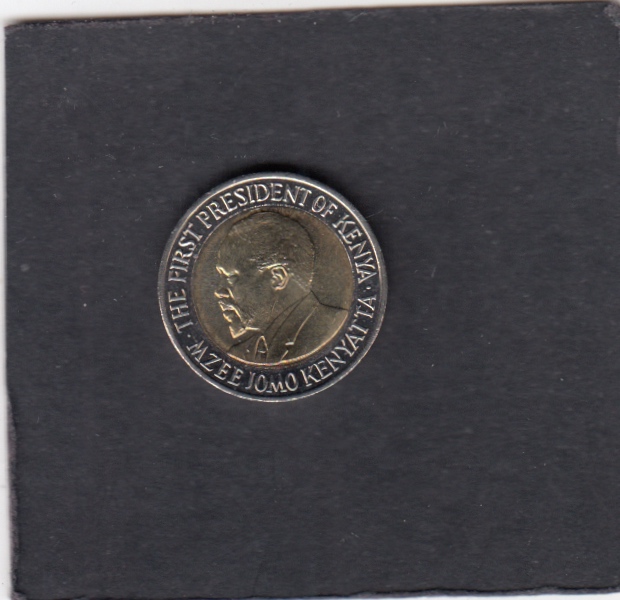 · THE FIRST PRESIDENT OF KENYA ·
MZEE JOMO KENYATTA